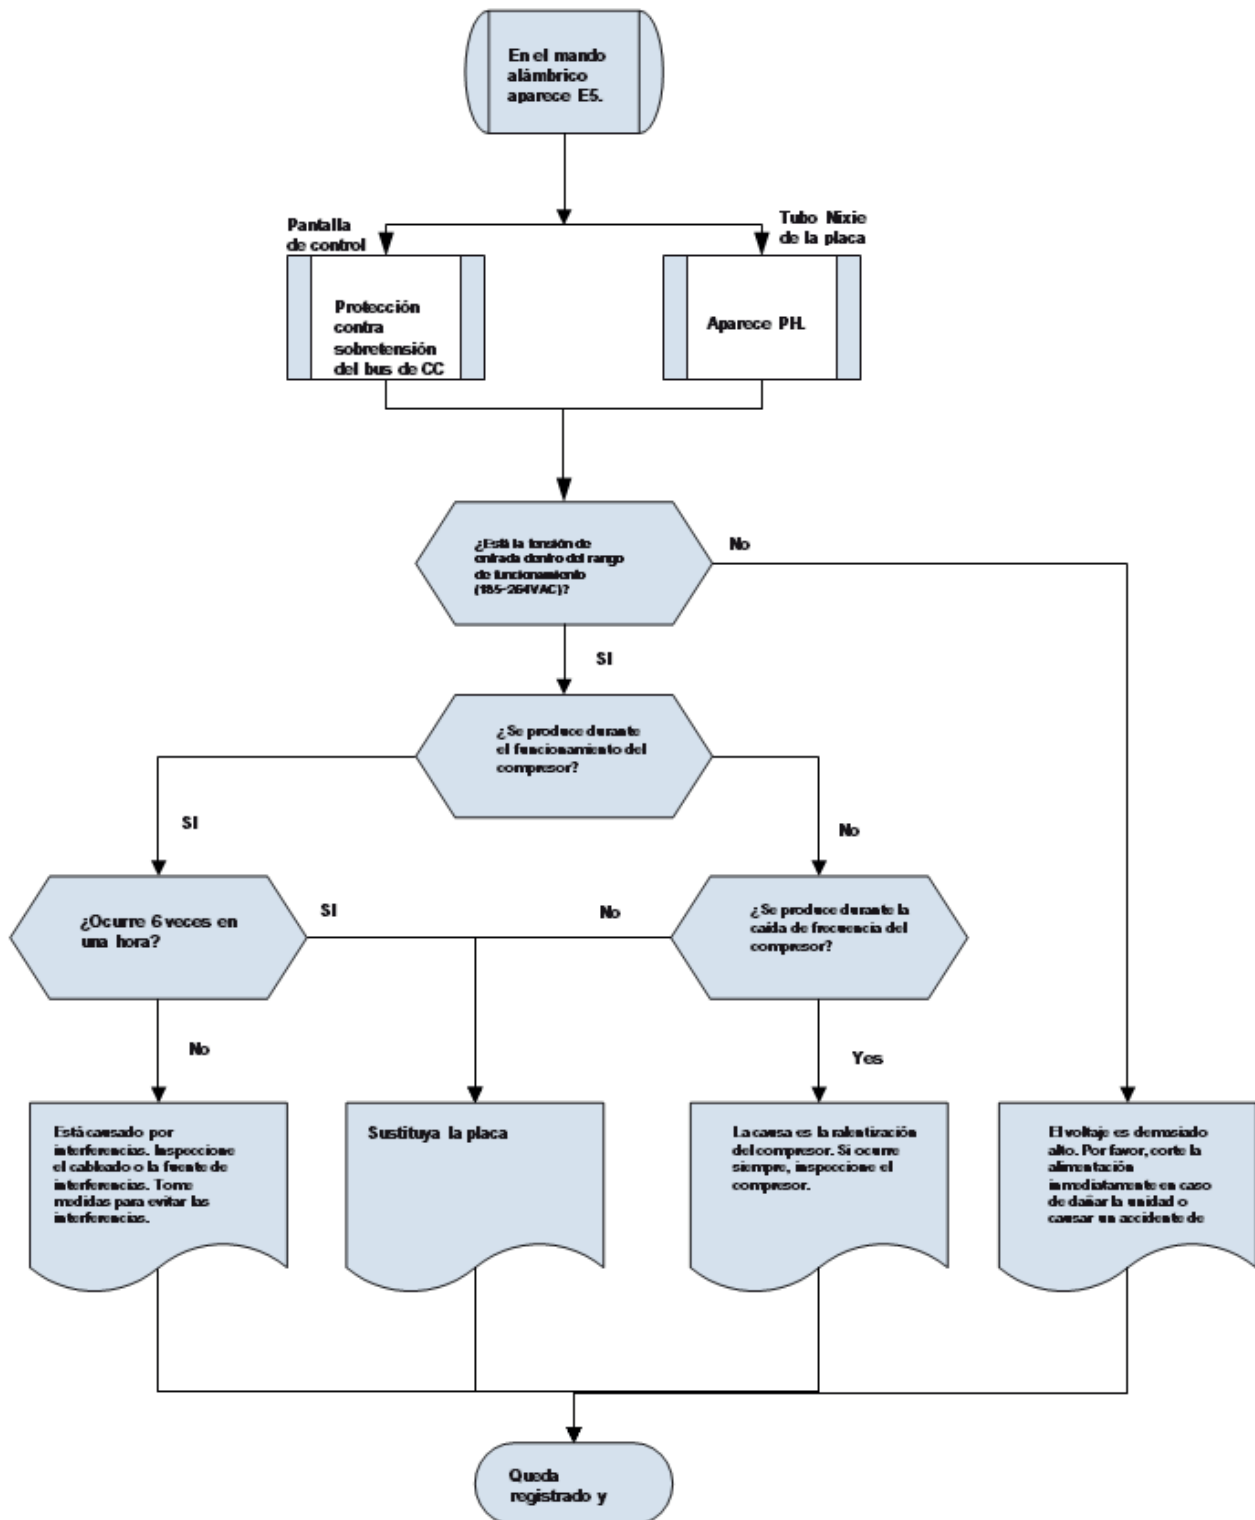 En el mando
alámbrico
aparece E5.
Pantalla
de control
Tubo Nixie
de la placa
Protección
contra
sobretensión
del bus de CC
Aparece PH.
¿Está la tensión de
entrada dentro del rango
de funcionamiento
(185~264VAC)?
No
SI
¿Se produce durante
el funcionamiento del
compresor?
SI
No
¿Ocurre 6 veces en
una hora?
SI
No
¿Se produce durante la
caída de frecuencia del
compresor?
No
Yes
Está causado por
interferencias. Inspeccione
el cableado o la fuente de
interferencias. Tome
medidas para evitar las
interferencias.
Sustituya la placa
La causa es la ralentización
del compresor. Si ocurre
siempre, inspeccione el
compresor.
El voltaje es demasiado
alto. Por favor, corte la
alimentación
inmediatamente en caso
de dañar la unidad o
causar un accidente de
Queda
registrado y